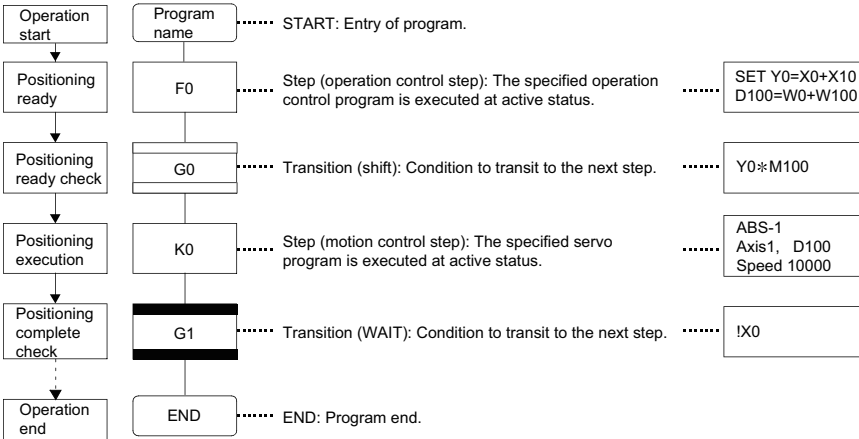 Operation
start
Program
name
START: Entry of program.
Positioning
ready
F0
Step (operation control step): The specified operation
control program is executed at active status.
SET Y0=X0+X10
D100=W0+W100
Positioning
ready check
G0
Transition (shift): Condition to transit to the next step.
Y0*M100
Positioning
execution
K0
Step (motion control step): The specified servo
program is executed at active status.
ABS-1
Axis1, D100
Speed 10000
Positioning
complete
check
G1
Transition (WAIT): Condition to transit to the next step.
!X0
Operation
end
END
END: Program end.